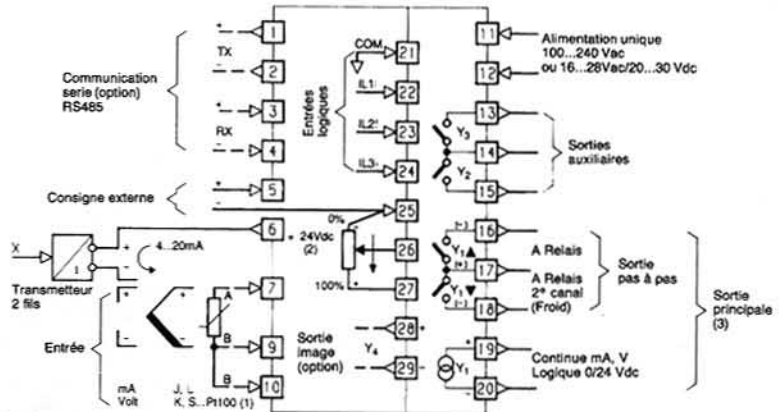 +
TX
-
Communication
serie (option)
RS485
+
RX
-
Consigne externe
+
-
X
Transmetteur
2 fils
1
+
-
4...20mA
Entrée
+
-
mA
Volt
+
-
J, L,
K, S...Pt100 (1)
A
B
B
1
2
3
4
5
6
7
9
10
+ 24Vdc
(2)
Entrées
logiques
COM.
IL1
IL2
IL3
0%
-
100%
+
Sortie
image
(option)
Y4
+
-
21
22
23
24
25
26
27
28
29
11
12
13
14
15
16
17
18
19
20
Alimentation unique
100...240 Vac
ou 16...28Vac/20...30 Vdc
Y3
Y2
Sorties
auxiliaires
(-)
Y1▲
(+)
Y1▼
(-)
A Relais
A Relais
2e canal
(Froid)
Sortie
pas à pas
Sortie
principale
(3)
+
Y1
-
Continue mA, V
Logique 0/24 Vdc